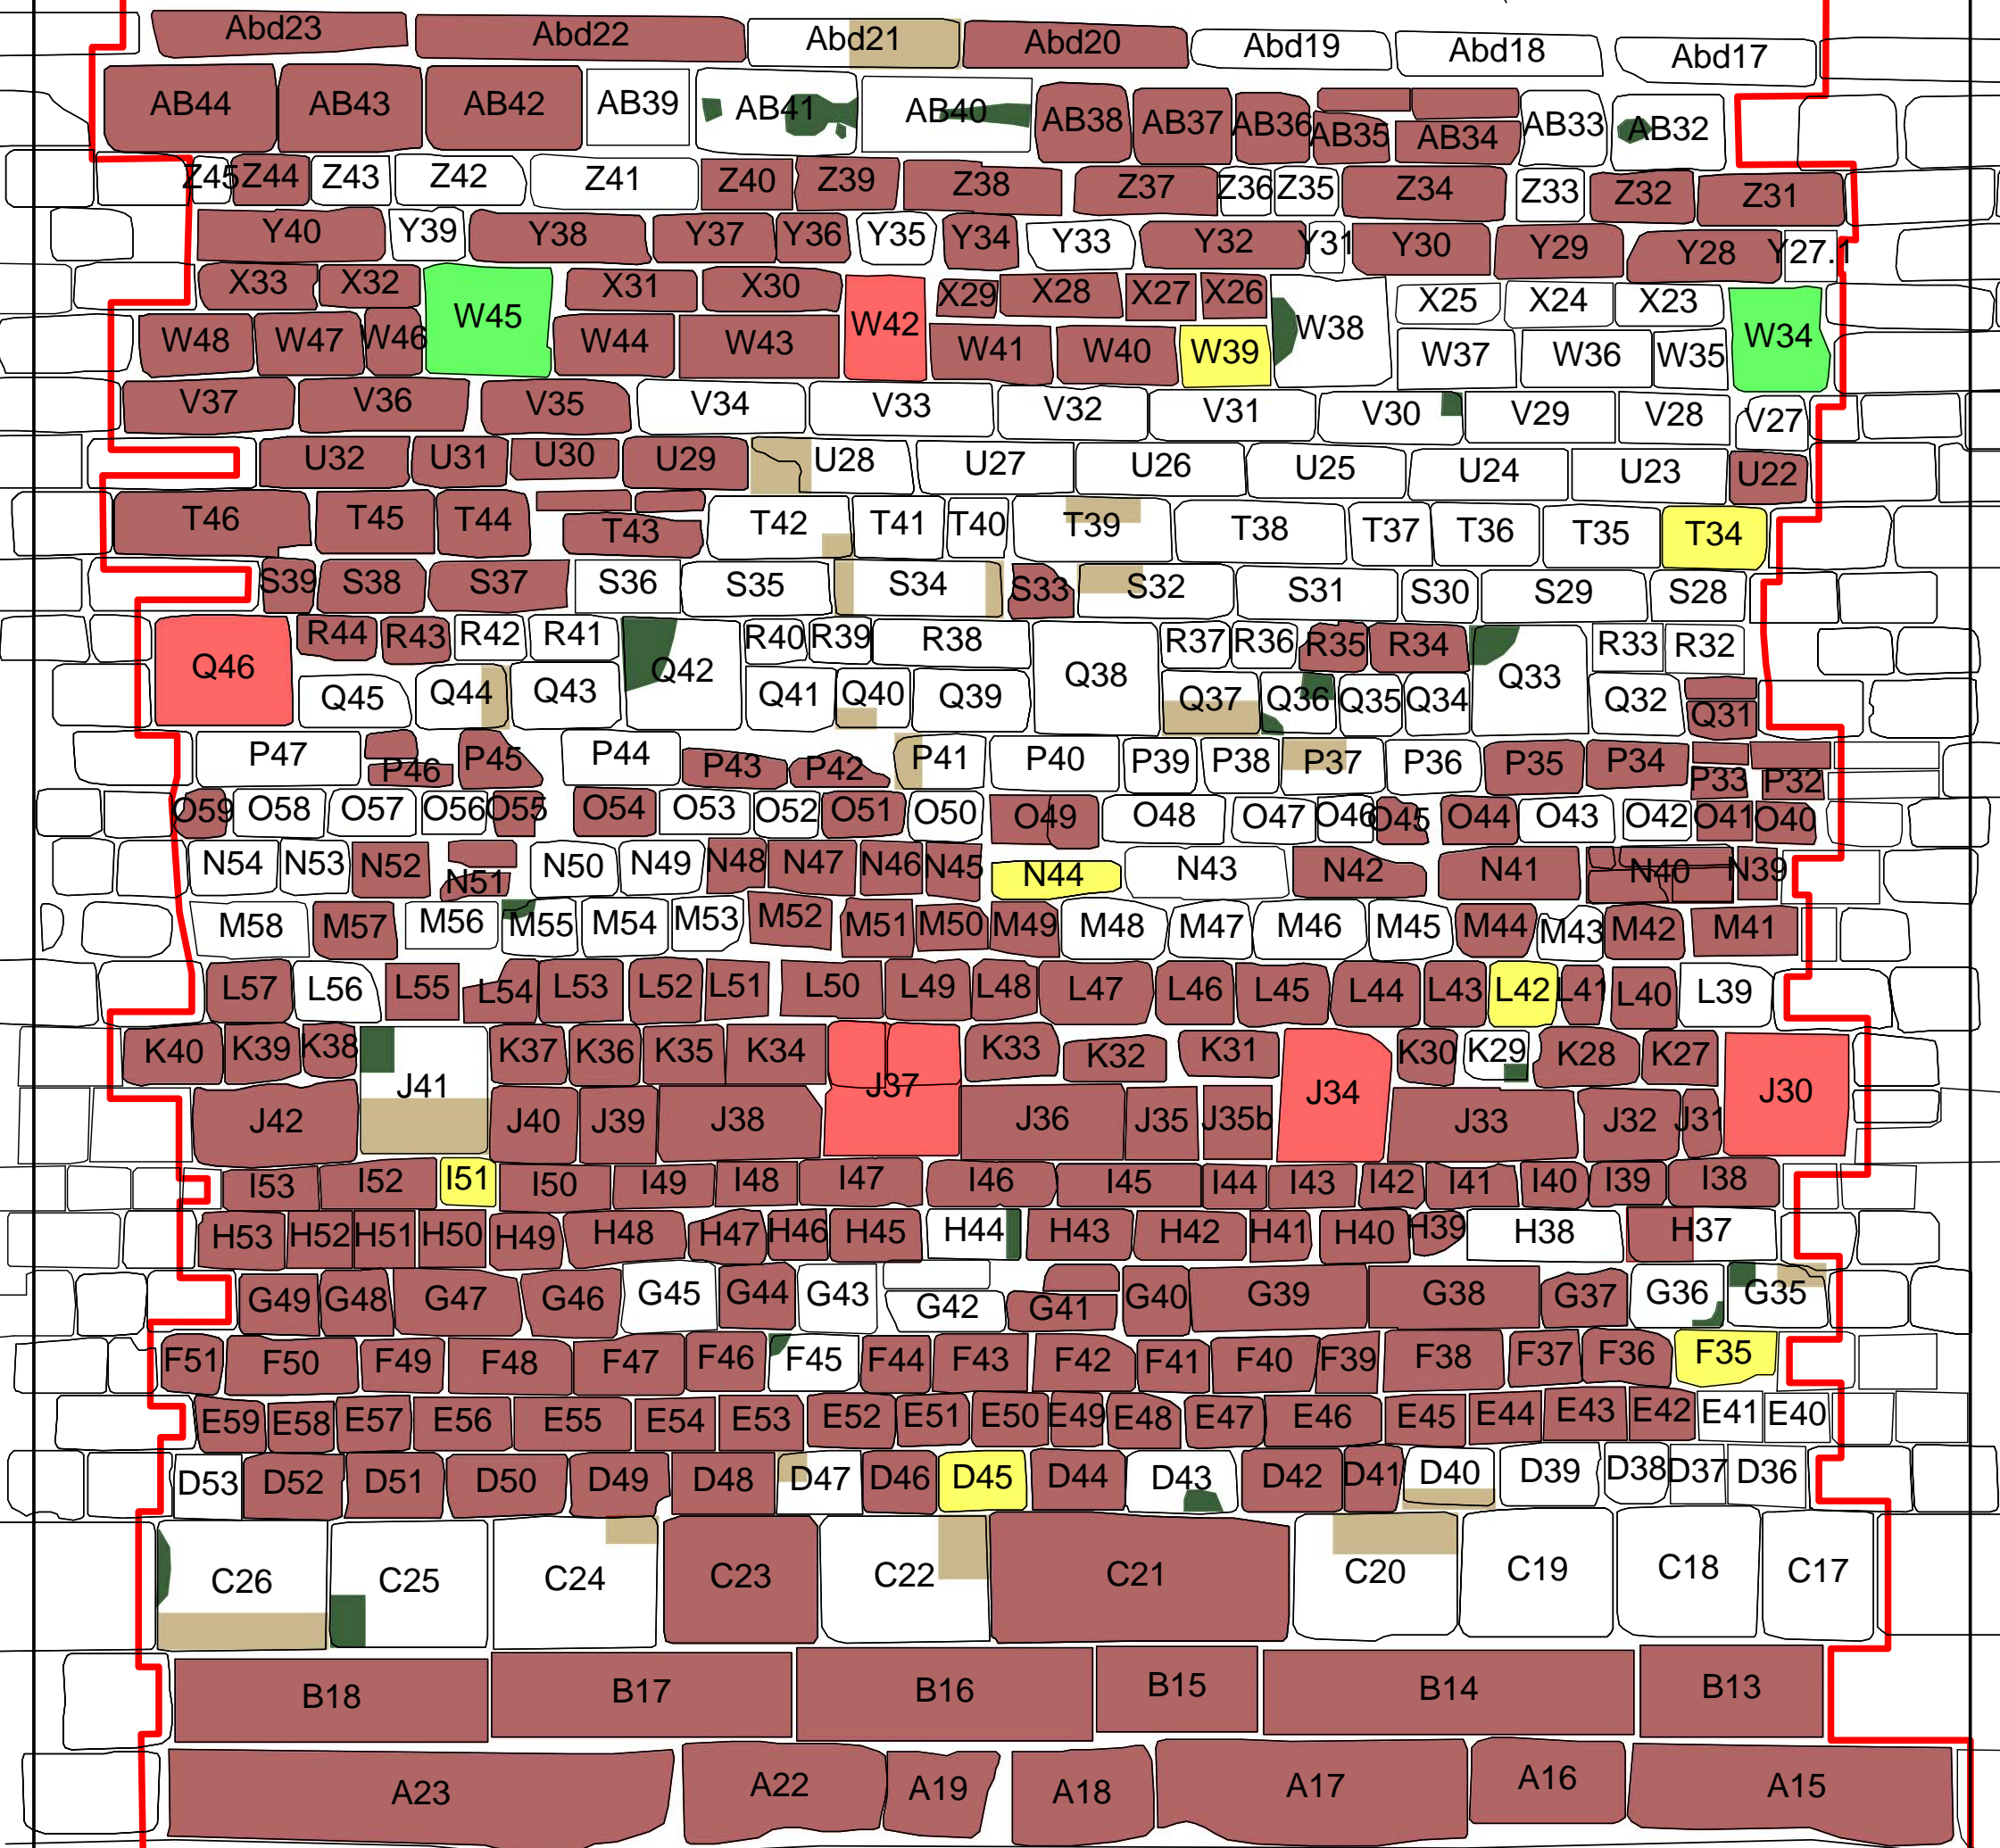 Abd23 Abd22 Abd21 Abd20 Abd19 Abd18 Abd17
AB44 AB43 AB42 AB39 AB41 AB40 AB38 AB37 AB36 AB35 AB34 AB33 AB32
Z45 Z44 Z43 Z42 Z41 Z40 Z39 Z38 Z37 Z36 Z35 Z34 Z33 Z32 Z31
Y40 Y39 Y38 Y37 Y36 Y35 Y34 Y33 Y32 Y31 Y30 Y29 Y28 Y27.1
X33 X32 X31 X30 X29 X28 X27 X26 X25 X24 X23
W48 W47 W46 W45 W44 W43 W42 W41 W40 W39 W38 W37 W36 W35 W34
V37 V36 V35 V34 V33 V32 V31 V30 V29 V28 V27
U32 U31 U30 U29 U28 U27 U26 U25 U24 U23 U22
T46 T45 T44 T43 T42 T41 T40 T39 T38 T37 T36 T35 T34
S39 S38 S37 S36 S35 S34 S33 S32 S31 S30 S29 S28
R44 R43 R42 R41 R40 R39 R38 R37 R36 R35 R34 R33 R32
Q46 Q45 Q44 Q43 Q42 Q41 Q40 Q39 Q38 Q37 Q36 Q35 Q34 Q33 Q32 Q31
P47 P46 P45 P44 P43 P42 P41 P40 P39 P38 P37 P36 P35 P34 P33 P32
O59 O58 O57 O56 O55 O54 O53 O52 O51 O50 O49 O48 O47 O46 O45 O44 O43 O42 O41 O40
N54 N53 N52 N51 N50 N49 N48 N47 N46 N45 N44 N43 N42 N41 N40 N39
M58 M57 M56 M55 M54 M53 M52 M51 M50 M49 M48 M47 M46 M45 M44 M43 M42 M41
L57 L56 L55 L54 L53 L52 L51 L50 L49 L48 L47 L46 L45 L44 L43 L42 L41 L40 L39
K40 K39 K38 K37 K36 K35 K34 K33 K32 K31 K30 K29 K28 K27
J42 J41 J40 J39 J38 J37 J36 J35 J35b J34 J33 J32 J31 J30
I53 I52 I51 I50 I49 I48 I47 I46 I45 I44 I43 I42 I41 I40 I39 I38
H53 H52 H51 H50 H49 H48 H47 H46 H45 H44 H43 H42 H41 H40 H39 H38 H37
G49 G48 G47 G46 G45 G44 G43 G42 G41 G40 G39 G38 G37 G36 G35
F51 F50 F49 F48 F47 F46 F45 F44 F43 F42 F41 F40 F39 F38 F37 F36 F35
E59 E58 E57 E56 E55 E54 E53 E52 E51 E50 E49 E48 E47 E46 E45 E44 E43 E42 E41 E40
D53 D52 D51 D50 D49 D48 D47 D46 D45 D44 D43 D42 D41 D40 D39 D38 D37 D36
C26 C25 C24 C23 C22 C21 C20 C19 C18 C17
B18 B17 B16 B15 B14 B13
A23 A22 A19 A18 A17 A16 A15